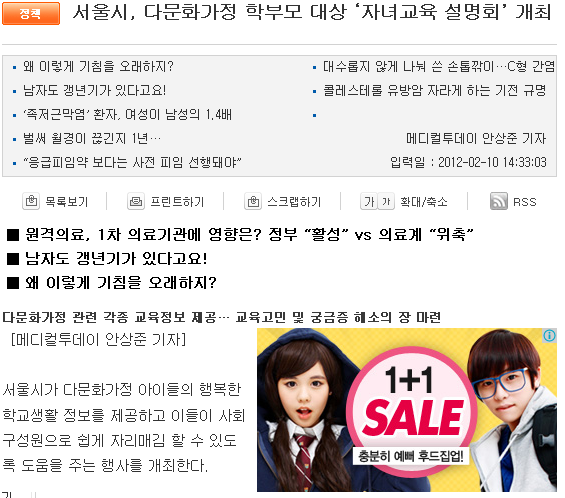 정책 서울시, 다문화가정 학부모 대상 ‘자녀교육 설명회’ 개최
왜 이렇게 기침을 오래하지?
남자도 갱년기가 있다고요!
‘족저근막염’ 환자, 여성이 남성의 1.4배
벌써 월경이 끊긴지 1년…
“응급피임약 보다는 사전 피임 선행돼야”
대수롭지 않게 나눠 쓴 손톱깎이…C형 간염
콜레스테롤 유방암 자라게 하는 기전 규명
메디컬투데이 안상준 기자
입력일 : 2012-02-10 14:33:03
목록보기 프린트하기 스크랩하기 가 가 확대/축소 RSS
■ 원격의료, 1차 의료기관에 영향은? 정부 “활성” vs 의료계 “위축”
■ 남자도 갱년기가 있다고요!
■ 왜 이렇게 기침을 오래하지?
다문화가정 관련 각종 교육정보 제공… 교육고민 및 궁금증 해소의 장 마련
[메디컬투데이 안상준 기자]
서울시가 다문화가정 아이들의 행복한
학교생활 정보를 제공하고 이들이 사회
구성원으로 쉽게 자리매김 할 수 있도
록 도움을 주는 행사를 개최한다.
1+1
SALE
충분히 예뻐 후드집업!